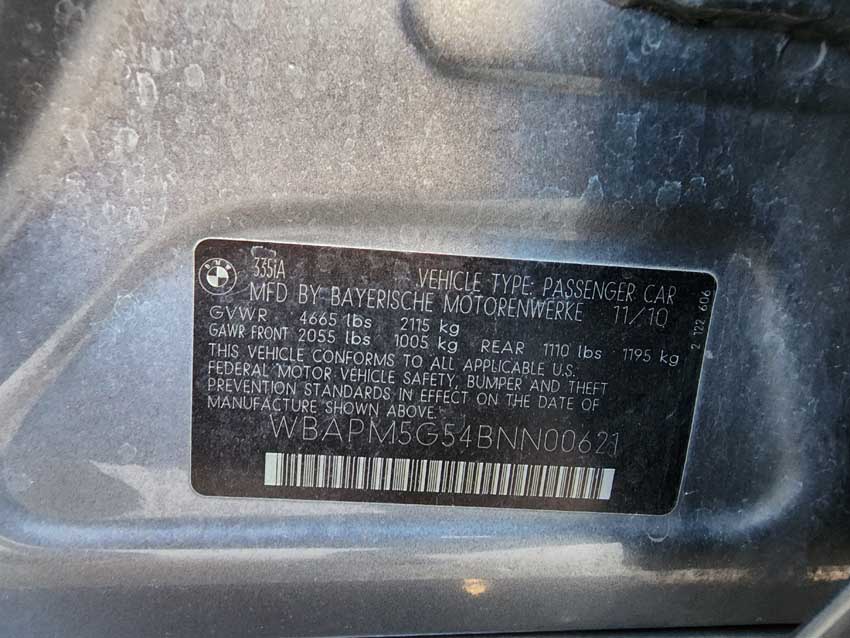 BMW
335iA
VEHICLE TYPE: PASSENGER CAR
MFD BY BAYERISCHE MOTORENWERKE 11/10
GVWR 4665 lbs 2115 kg
GAWR FRONT 2055 lbs 1005 kg REAR 1110 lbs 1195 kg
THIS VEHICLE CONFORMS TO ALL APPLICABLE U.S.
FEDERAL MOTOR VEHICLE SAFETY, BUMPER AND THEFT
PREVENTION STANDARDS IN EFFECT ON THE DATE OF
MANUFACTURE SHOWN ABOVE.
WBAPM5G54BNN00621
2 122 606